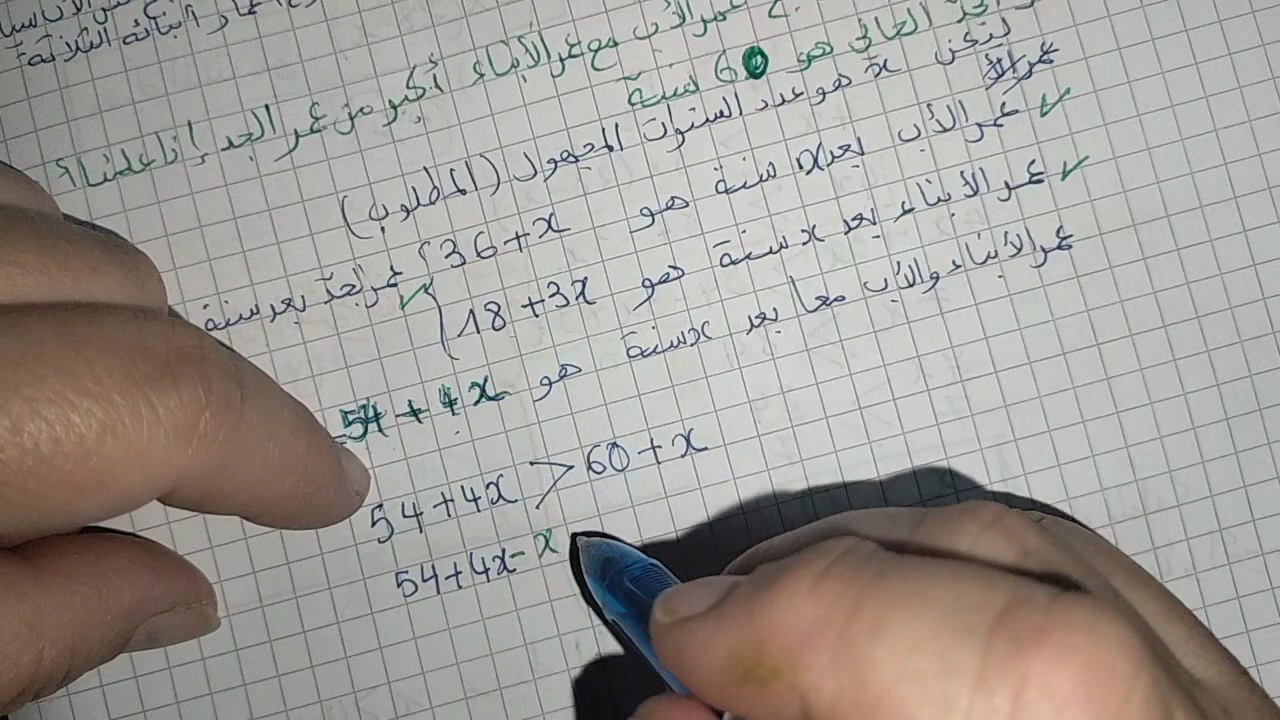 أبنائه الثلاثة
عمر الأب مع عمر الأبناء أكبر من عمر الجد إذا علمنا؟
الحالي هو 60 سنة
ليكن x هو عدد السنوات المجهول (المطلوب)
عمر الأب بعد x سنة هو 36+x
عمر الأبناء بعد x سنة هو 18+3x
عمر الجد بعد سنة
عمر الأبناء والأب معا بعد x سنة هو 54+4x
54+4x > 60+x
54+4x-x